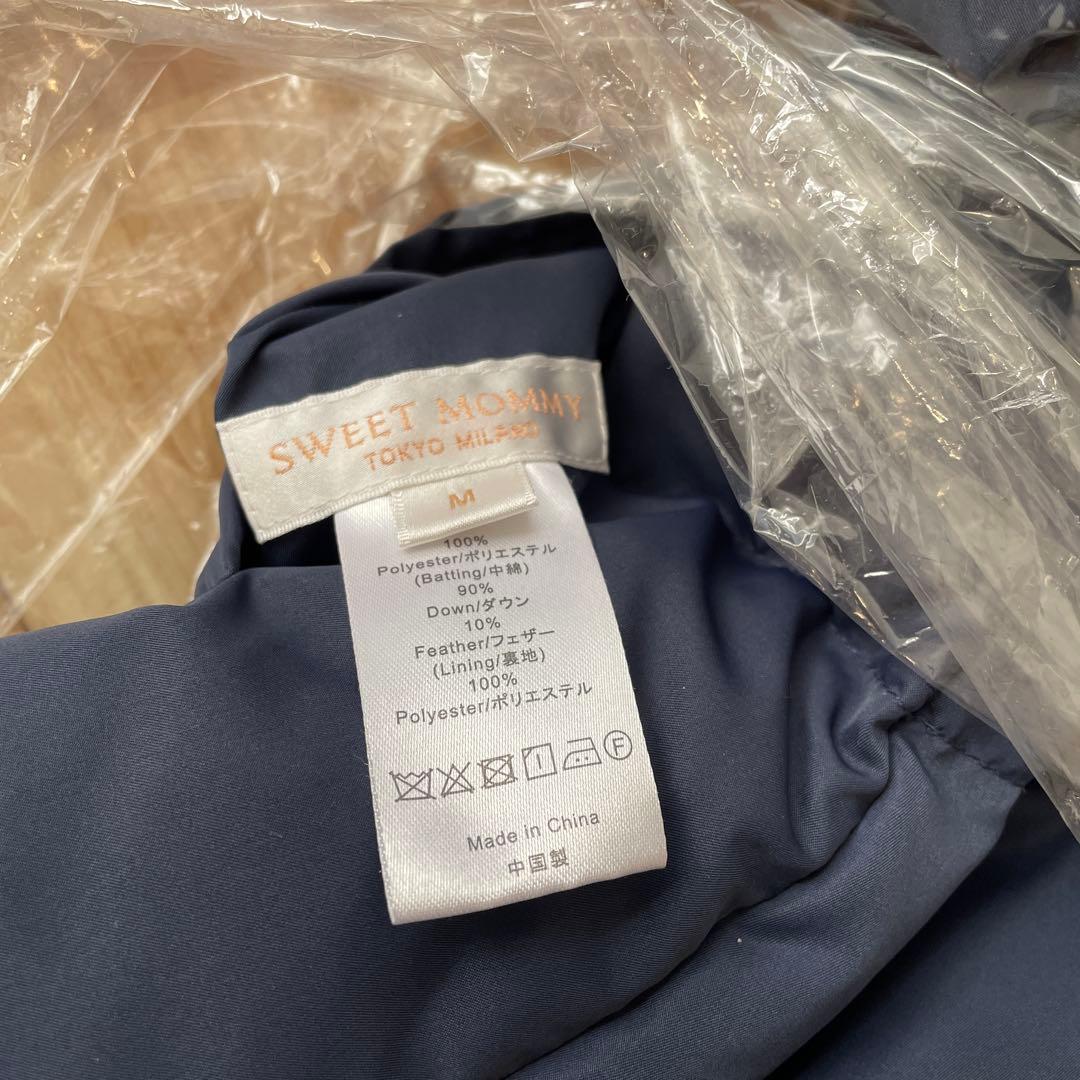 SWEET MOMMY
TOKYO MILANO
M
100%
Polyester/ポリエステル
(Batting/中綿)
90%
Down/ダウン
10%
Feather/フェザー
(Lining/裏地)
100%
Polyester/ポリエステル
F
Made in China
中国製